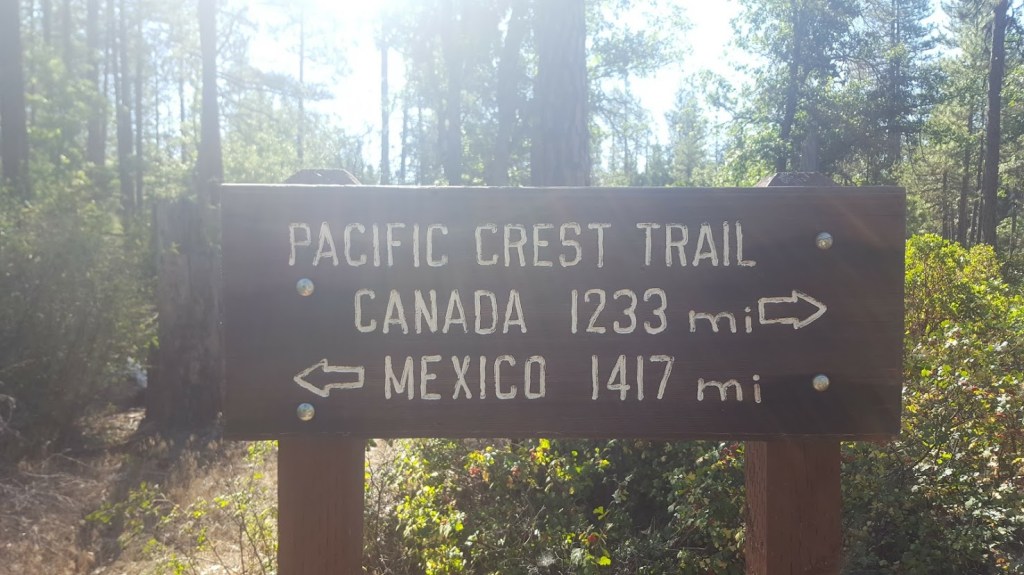 PACIFIC CREST TRAIL
CANADA 1233 mi
MEXICO 1417 mi